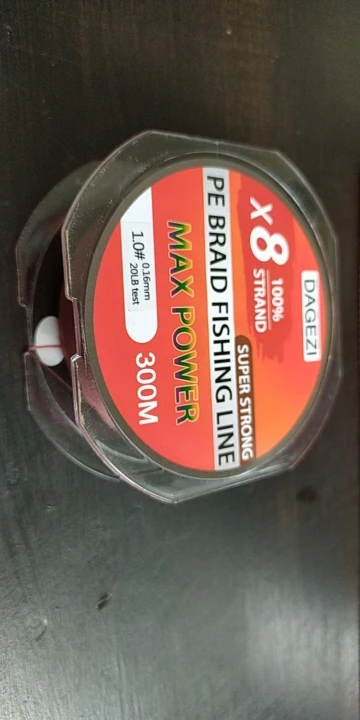 DAGEZI
X8 100% STRAND
SUPER STRONG
PE BRAID FISHING LINE
MAX POWER
1.0# 0.16mm
20LB test
300M